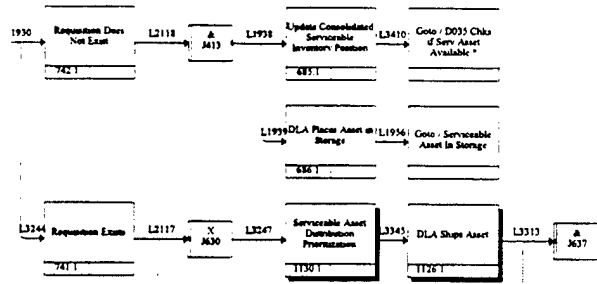 1930
Requisition Does
Not Exist
742.1
L2118
&
J413
L1938
Update Consolidated
Serviceable
Inventory Position
685.1
L3410
Goto / D035 Chks
if Serv Asset
Available *
L1939
DLA Places Asset in
Storage
686.1
L1956
Goto / Serviceable
Asset In Storage
L3244
Requisition Exists
741.1
L2117
X
J630
L3247
Serviceable Asset
Distribution
Prioritization
1130.1
L3345
DLA Ships Asset
1126.1
L3313
&
J637